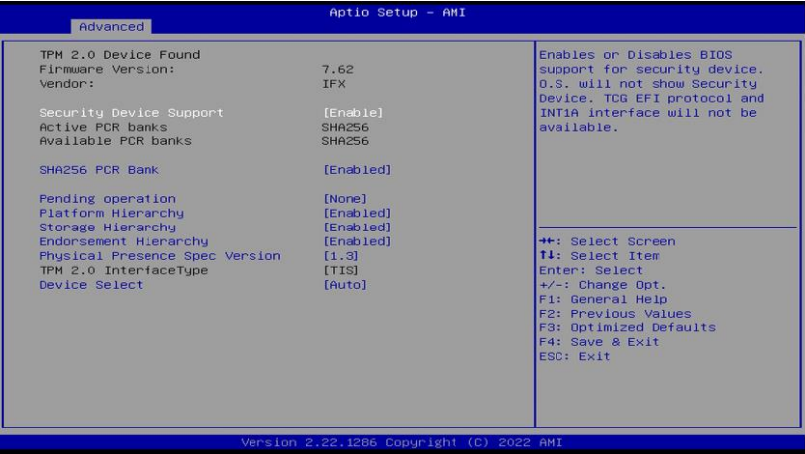 Aptio Setup – AMI
Advanced
TPM 2.0 Device Found
Firmware Version: 7.62
Vendor: IFX
Security Device Support [Enable]
Active PCR banks SHA256
Available PCR banks SHA256
SHA256 PCR Bank [Enabled]
Pending operation [None]
Platform Hierarchy [Enabled]
Storage Hierarchy [Enabled]
Endorsement Hierarchy [Enabled]
Physical Presence Spec Version [1.3]
TPM 2.0 InterfaceType [TIS]
Device Select [Auto]
Enables or Disables BIOS
support for security device.
O.S. will not show Security
Device. TCG EFI protocol and
INT1A interface will not be
available.
→←: Select Screen
↑↓: Select Item
Enter: Select
+/-: Change Opt.
F1: General Help
F2: Previous Values
F3: Optimized Defaults
F4: Save & Exit
ESC: Exit
Version 2.22.1286 Copyright (C) 2022 AMI